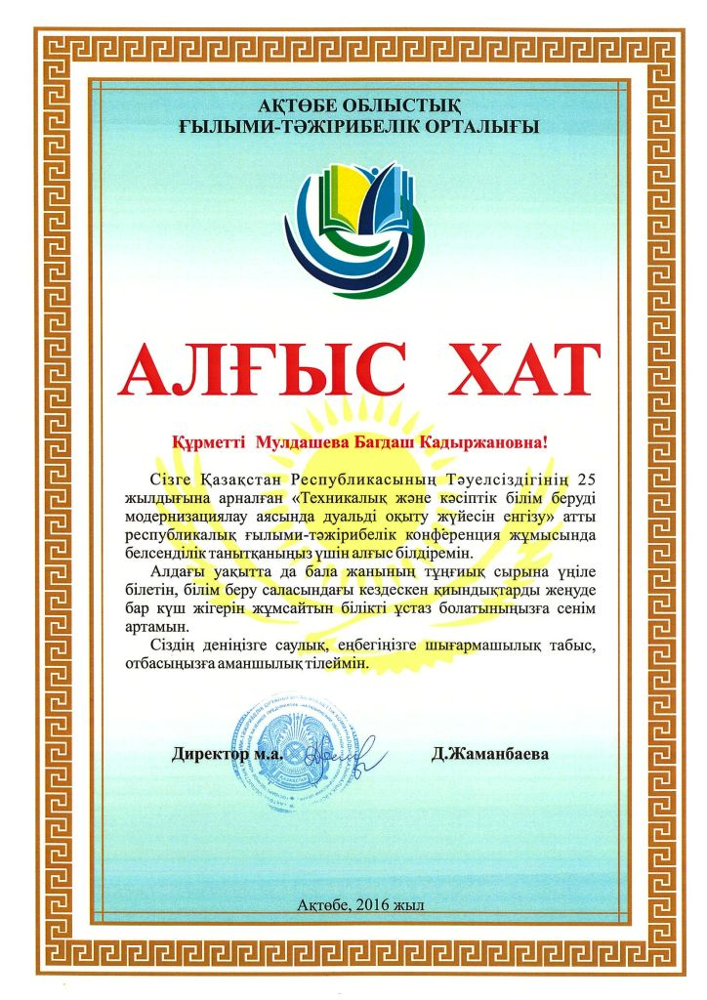 АҚТӨБЕ ОБЛЫСТЫҚ
ҒЫЛЫМИ-ТӘЖІРИБЕЛІК ОРТАЛЫҒЫ
АЛҒЫС ХАТ
Құрметті Мулдашева Багдаш Кадыржановна!
Сізге Қазақстан Республикасының Тәуелсіздігінің 25
жылдығына арналған «Техникалық және кәсіптік білім беруді
модернизациялау аясында дуальді оқыту жүйесін енгізу» атты
республикалық ғылыми-тәжірибелік конференция жұмысында
белсенділік танытқаныңыз үшін алғыс білдіремін.
Алдағы уақытта да бала жанының тұңғиық сырына үңіле
білетін, білім беру саласындағы кездескен қиындықтарды жеңуде
бар күш жігерін жұмсайтын білікті ұстаз болатыныңызға сенім
артамын.
Сіздің деніңізге саулық, еңбегіңізге шығармашылық табыс,
отбасыңызға аманшылық тілеймін.
Директор м.а. Д.Жаманбаева
ҚАЗАҚСТАН
Ақтөбе, 2016 жыл